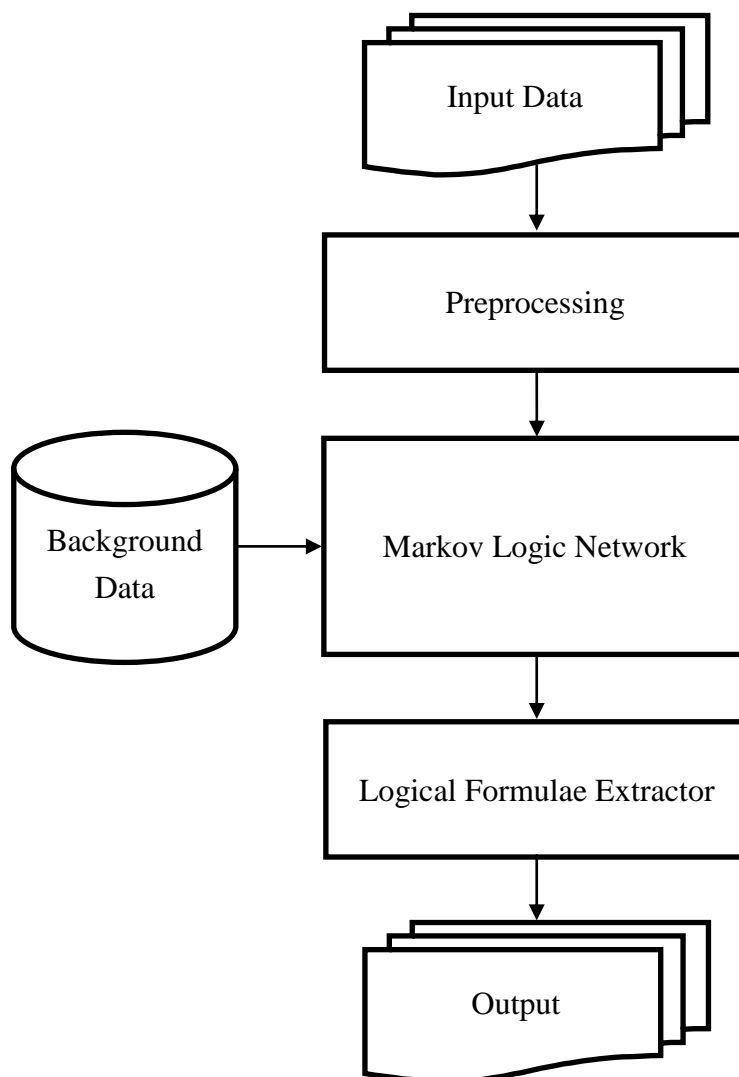 Input Data
Preprocessing
Background
Data
Markov Logic Network
Logical Formulae Extractor
Output